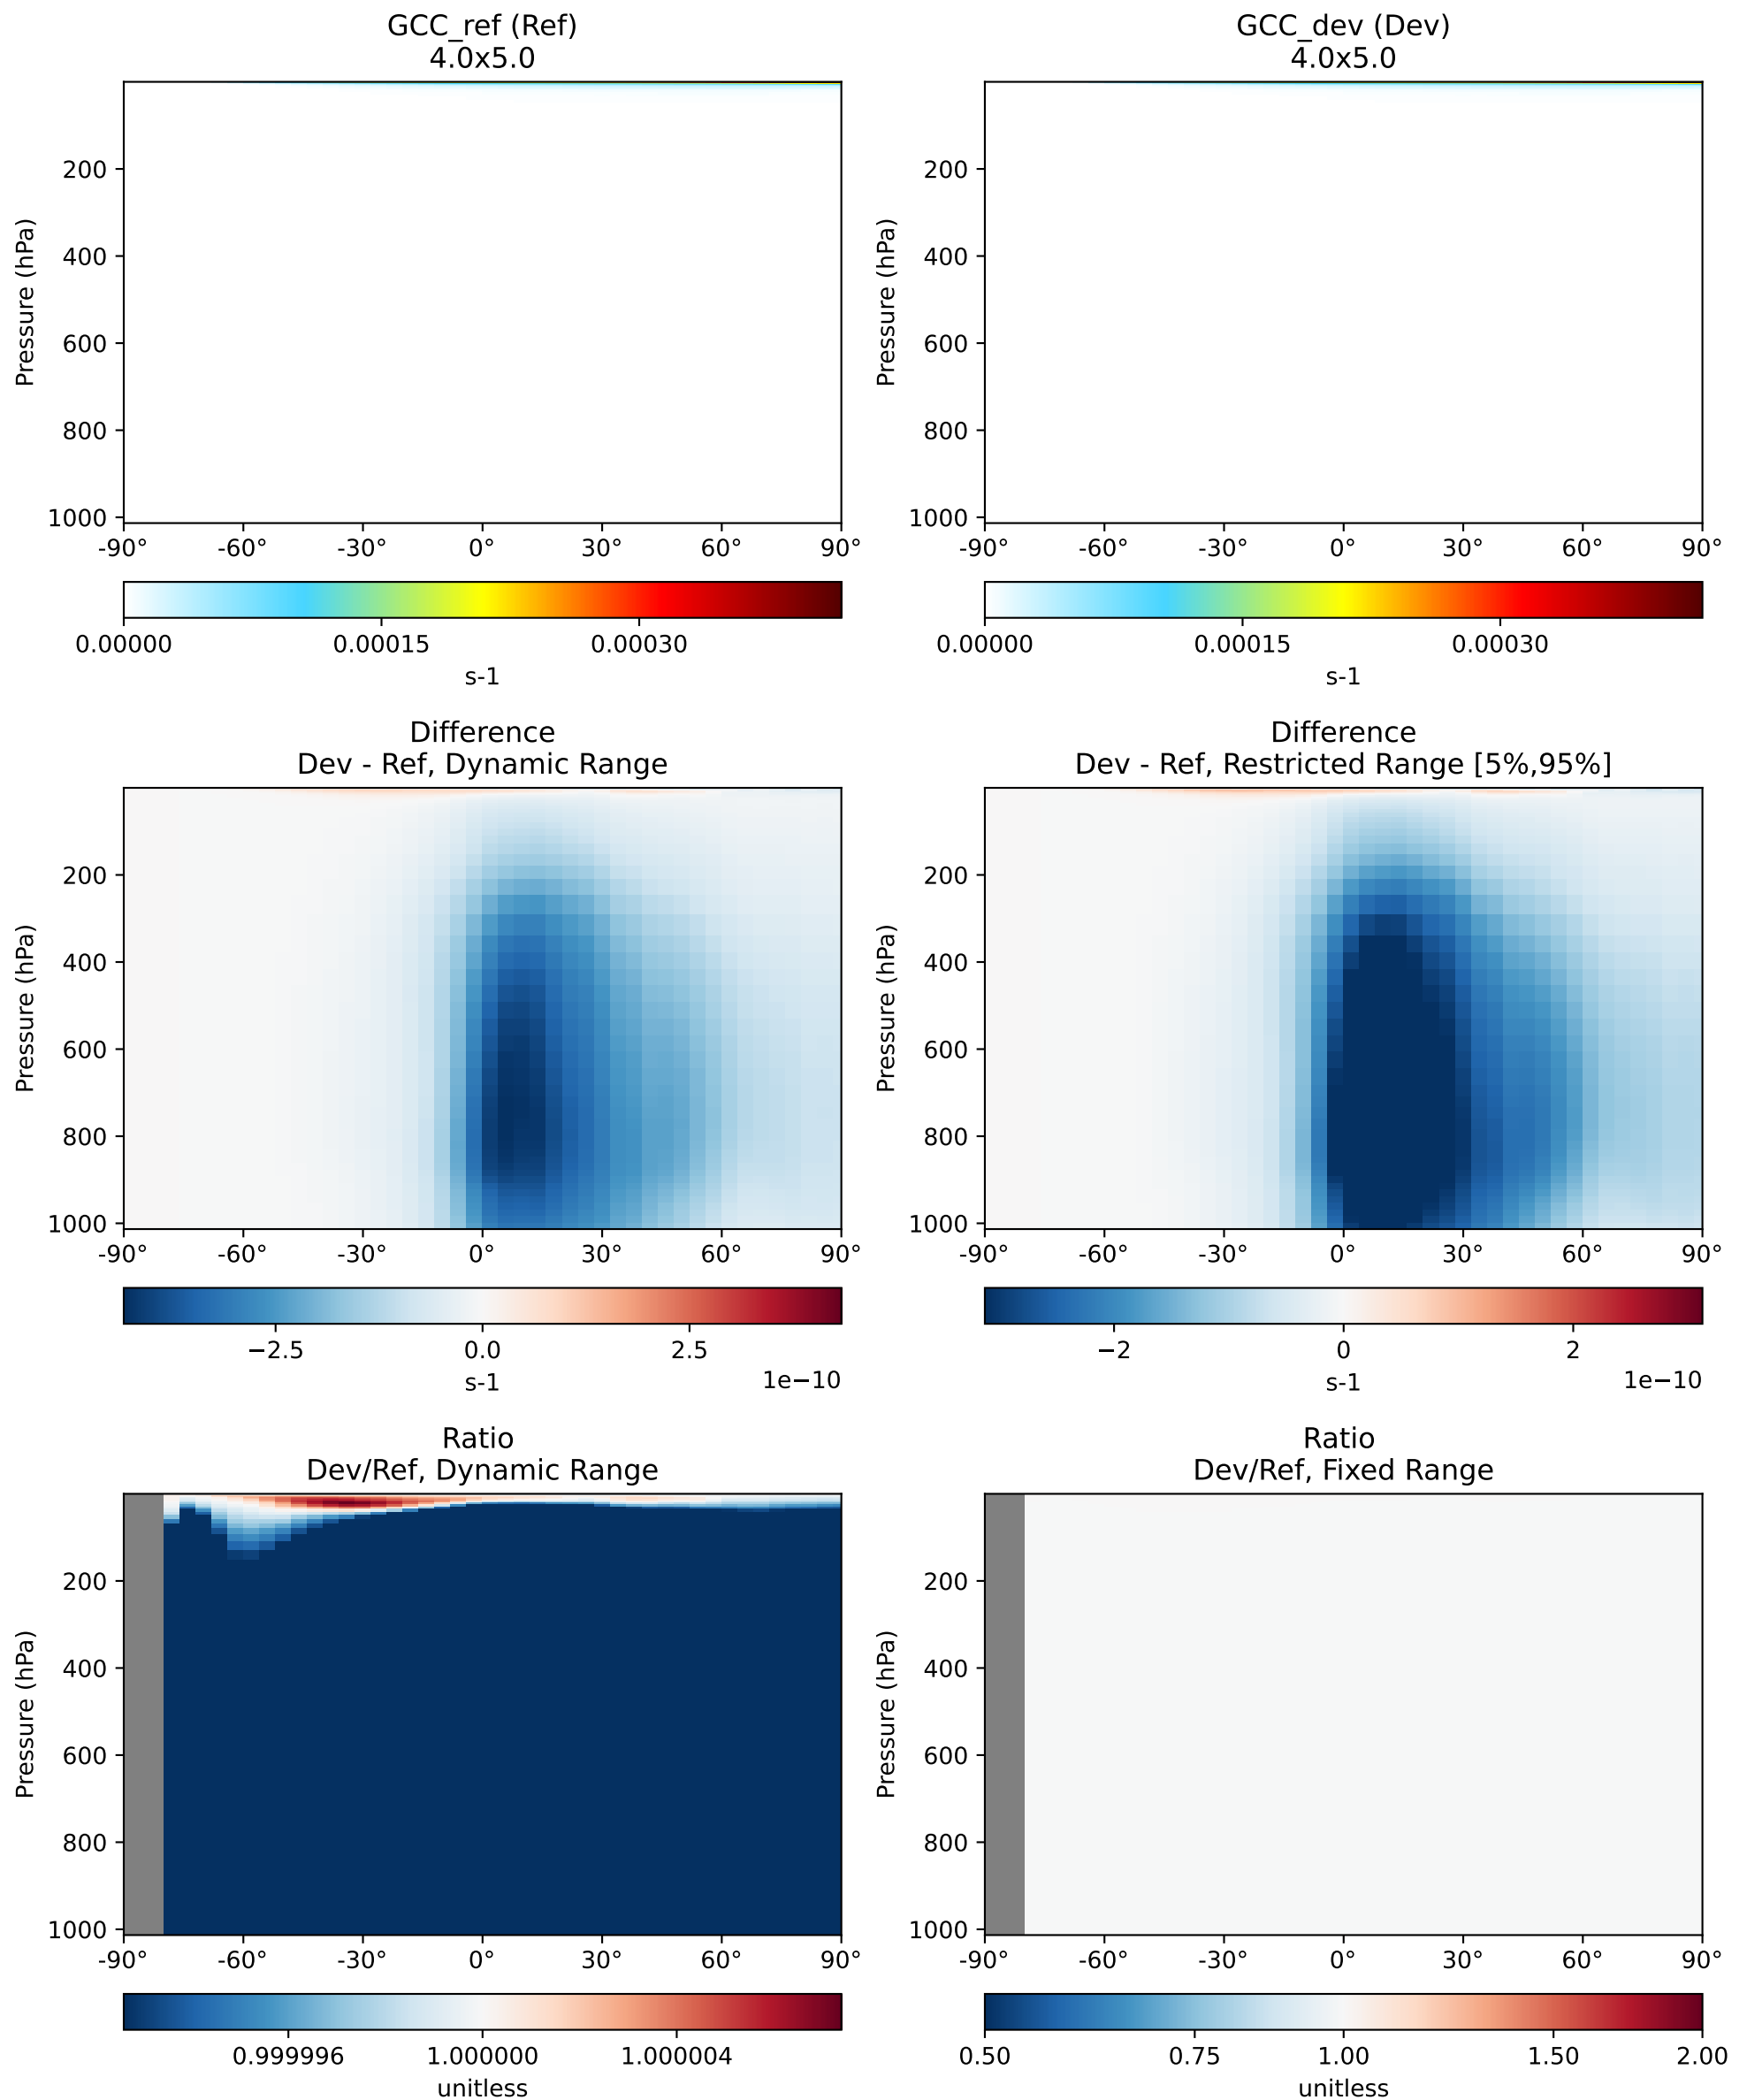 GCC_ref (Ref)
4.0x5.0
Pressure (hPa)
200
400
600
800
1000
-90° -60° -30° 0° 30° 60° 90°
0.00000 0.00015 0.00030
s-1
GCC_dev (Dev)
4.0x5.0
Pressure (hPa)
200
400
600
800
1000
-90° -60° -30° 0° 30° 60° 90°
0.00000 0.00015 0.00030
s-1
Difference
Dev - Ref, Dynamic Range
Pressure (hPa)
200
400
600
800
1000
-90° -60° -30° 0° 30° 60° 90°
−2.5 0.0 2.5
s-1
1e−10
Difference
Dev - Ref, Restricted Range [5%,95%]
Pressure (hPa)
200
400
600
800
1000
-90° -60° -30° 0° 30° 60° 90°
−2 0 2
s-1
1e−10
Ratio
Dev/Ref, Dynamic Range
Pressure (hPa)
200
400
600
800
1000
-90° -60° -30° 0° 30° 60° 90°
0.999996 1.000000 1.000004
unitless
Ratio
Dev/Ref, Fixed Range
Pressure (hPa)
200
400
600
800
1000
-90° -60° -30° 0° 30° 60° 90°
0.50 0.75 1.00 1.50 2.00
unitless